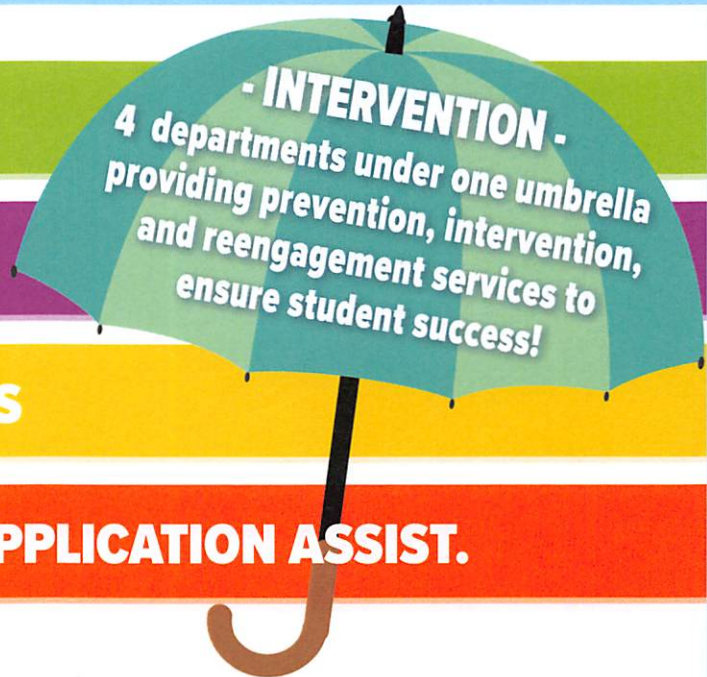 - INTERVENTION -
4 departments under one umbrella
providing prevention, intervention,
and reengagement services to
ensure student success!
S
PPLICATION ASSIST.